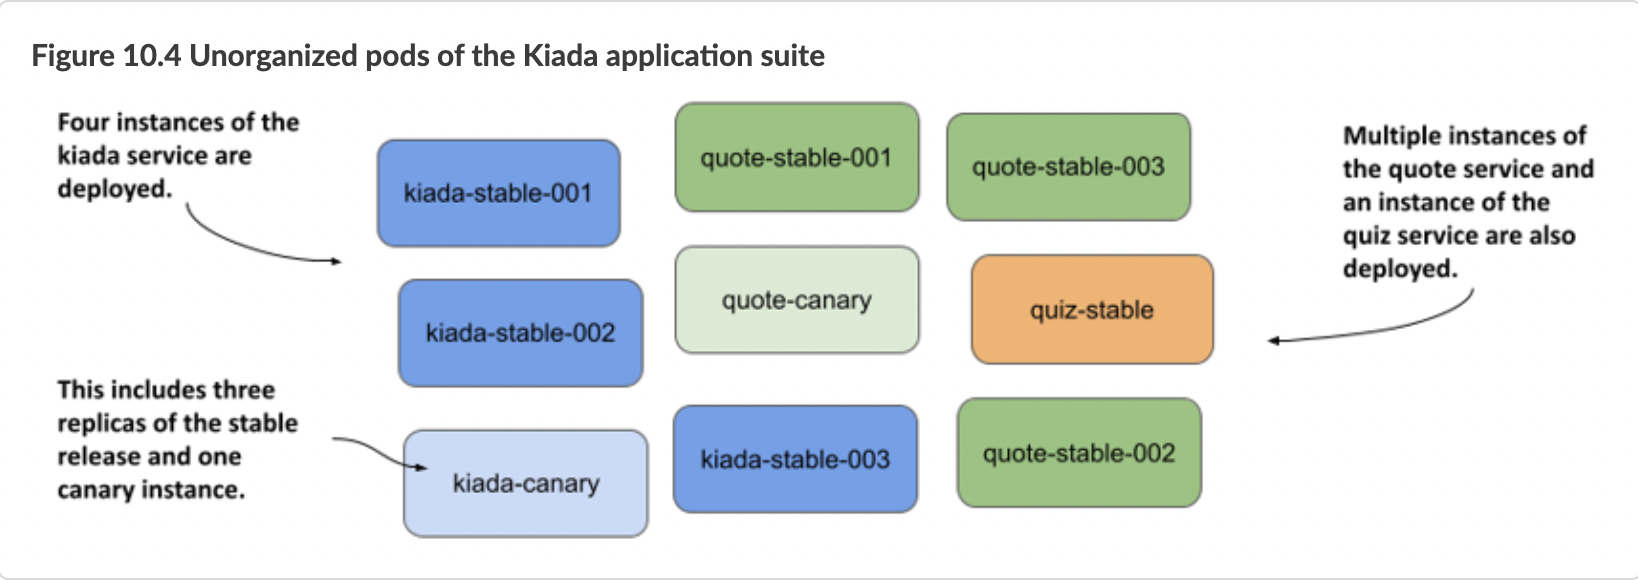 Figure 10.4 Unorganized pods of the Kiada application suite
Four instances of the
kiada service are
deployed.
This includes three
replicas of the stable
release and one
canary instance.
kiada-stable-001
kiada-stable-002
kiada-canary
quote-stable-001
quote-canary
kiada-stable-003
quote-stable-003
quiz-stable
quote-stable-002
Multiple instances of
the quote service and
an instance of the
quiz service are also
deployed.